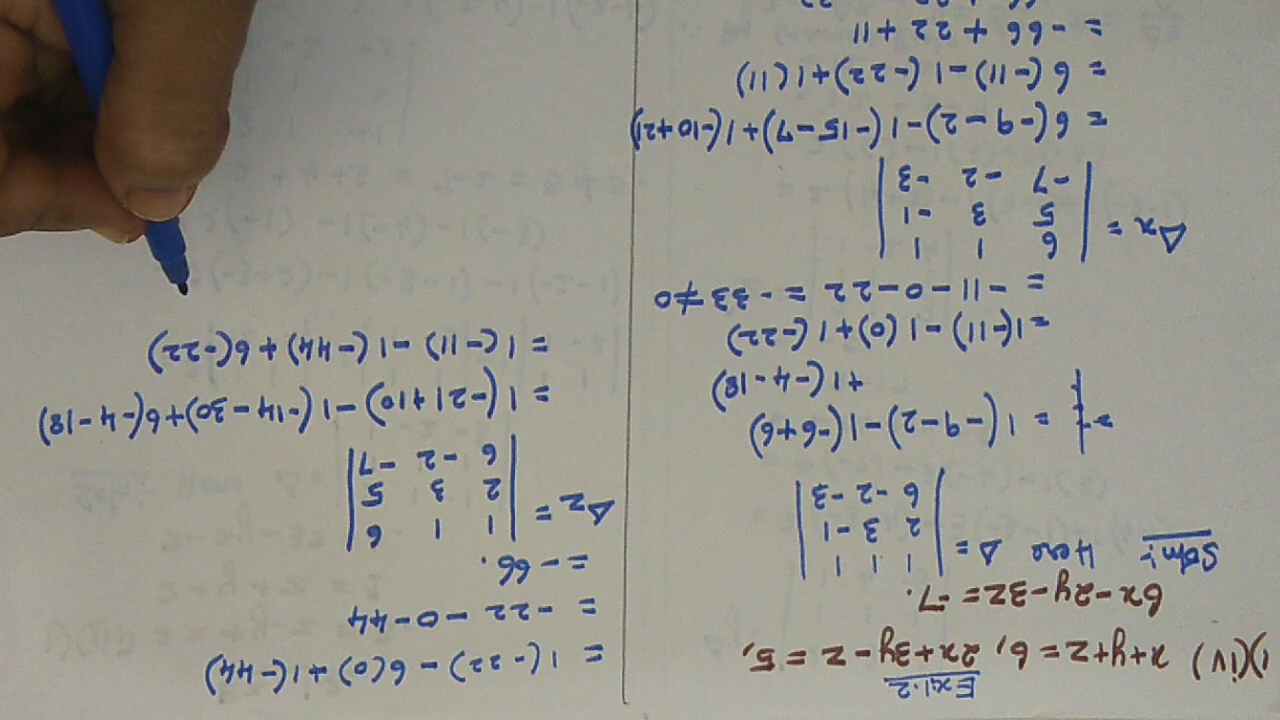 Ex 1.2
1)(iv) x+y+z = 6, 2x+3y-z = 5,
6x-2y-3z = -7.
Soln: Here Δ = | 1 1 1 |
| 2 3 -1 |
| 6 -2 -3 |
= 1(-9-2)-1(-6+6)
+1(-4-18)
= 1(-11)-1(0)+1(-22)
= -11-0-22 = -33 ≠ 0
Δx = | 6 1 1 |
| 5 3 -1 |
| -7 -2 -3 |
= 6(-9-2)-1(-15-7)+1(-10+21)
= 6(-11)-1(-22)+1(11)
= -66+22+11
= 1(-22)-6(0)+1(-44)
= -22-0-44
= -66.
Δz = | 1 1 6 |
| 2 3 5 |
| 6 -2 -7 |
= 1(-21+10)-1(-14-30)+6(-4-18)
= 1(-11)-1(-44)+6(-22)